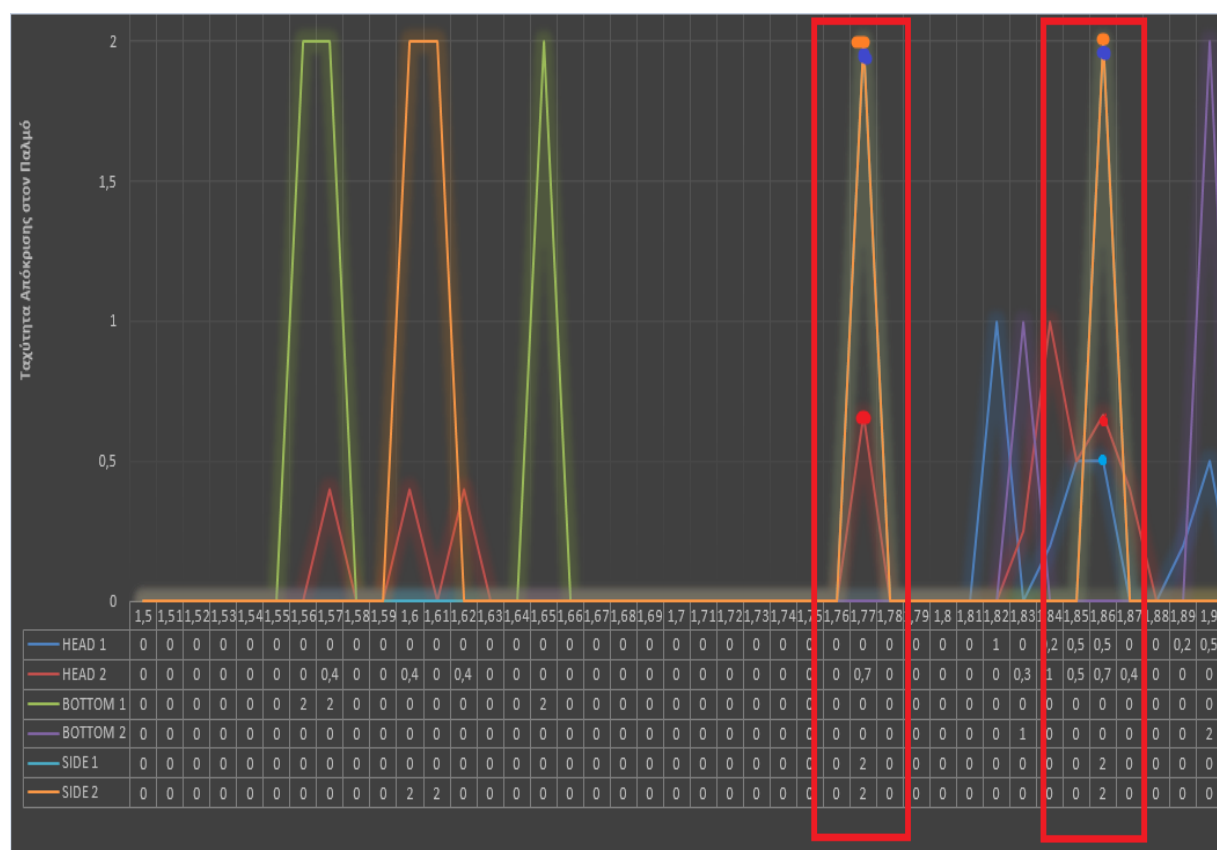 Ταχύτητα Απόκρισης στον Παλμό
2
1,5
1
0,5
0
1,5 1,51 1,52 1,53 1,54 1,55 1,56 1,57 1,58 1,59 1,6 1,61 1,62 1,63 1,64 1,65 1,66 1,67 1,68 1,69 1,7 1,71 1,72 1,73 1,74 1,75 1,76 1,77 1,78 1,79 1,8 1,81 1,82 1,83 1,84 1,85 1,86 1,87 1,88 1,89 1,9
HEAD 1 0 0 0 0 0 0 0 0 0 0 0 0 0 0 0 0 0 0 0 0 0 0 0 0 0 0 0 0 0 0 0 0 1 0 0,2 0,5 0,5 0 0 0,2 0,5
HEAD 2 0 0 0 0 0 0 0 0,4 0 0 0,4 0 0,4 0 0 0 0 0 0 0 0 0 0 0 0 0 0 0,7 0 0 0 0 0 0,3 1 0,5 0,7 0,4 0 0 0
BOTTOM 1 0 0 0 0 0 0 2 2 0 0 0 0 0 0 0 2 0 0 0 0 0 0 0 0 0 0 0 0 0 0 0 0 0 0 0 0 0 0 0 0 0
BOTTOM 2 0 0 0 0 0 0 0 0 0 0 0 0 0 0 0 0 0 0 0 0 0 0 0 0 0 0 0 0 0 0 0 0 0 1 0 0 0 0 0 0 2
SIDE 1 0 0 0 0 0 0 0 0 0 0 0 0 0 0 0 0 0 0 0 0 0 0 0 0 0 0 0 2 0 0 0 0 0 0 0 0 2 0 0 0 0
SIDE 2 0 0 0 0 0 0 0 0 0 0 2 2 0 0 0 0 0 0 0 0 0 0 0 0 0 0 0 2 0 0 0 0 0 0 0 0 2 0 0 0 0